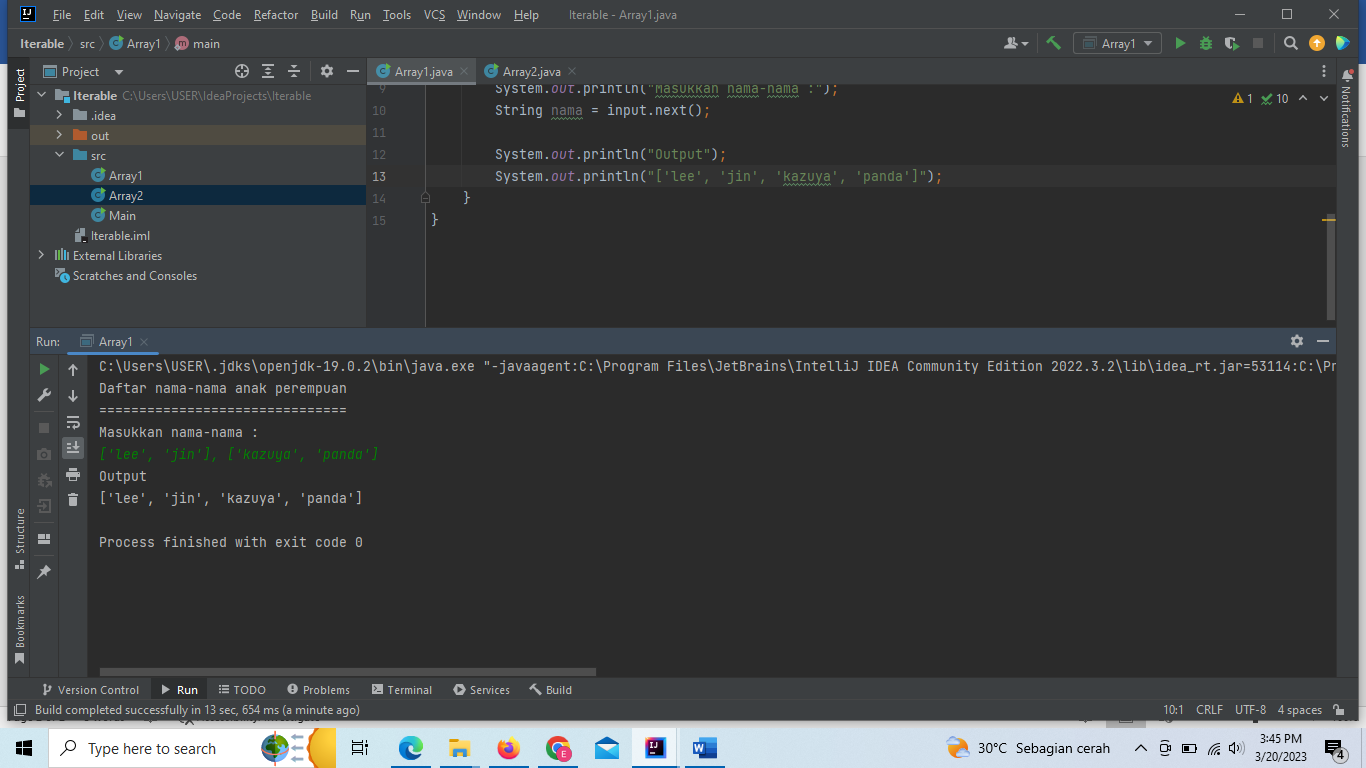 File Edit View Navigate Code Refactor Build Run Tools VCS Window Help Iterable - Array1.java
Iterable src Array1 main Array1
Project Array1.java Array2.java
Project
Notifications
Iterable C:\Users\USER\IdeaProjects\Iterable
.idea
out
src
Array1
Array2
Main
Iterable.iml
External Libraries
Scratches and Consoles
1 10
9 System.out.println("Masukkan nama-nama :");
10 String nama = input.next();
11
12 System.out.println("Output");
13 System.out.println("['lee', 'jin', 'kazuya', 'panda']");
14 }
15 }
Run: Array1
C:\Users\USER\.jdks\openjdk-19.0.2\bin\java.exe "-javaagent:C:\Program Files\JetBrains\IntelliJ IDEA Community Edition 2022.3.2\lib\idea_rt.jar=53114:C:\Pr
Daftar nama-nama anak perempuan
===============================
Masukkan nama-nama :
['lee', 'jin'], ['kazuya', 'panda']
Output
['lee', 'jin', 'kazuya', 'panda']
Process finished with exit code 0
Structure
Bookmarks
Version Control Run TODO Problems Terminal Services Build
Build completed successfully in 13 sec, 654 ms (a minute ago) 10:1 CRLF UTF-8 4 spaces
Type here to search 30°C Sebagian cerah 3:45 PM
3/20/2023 4